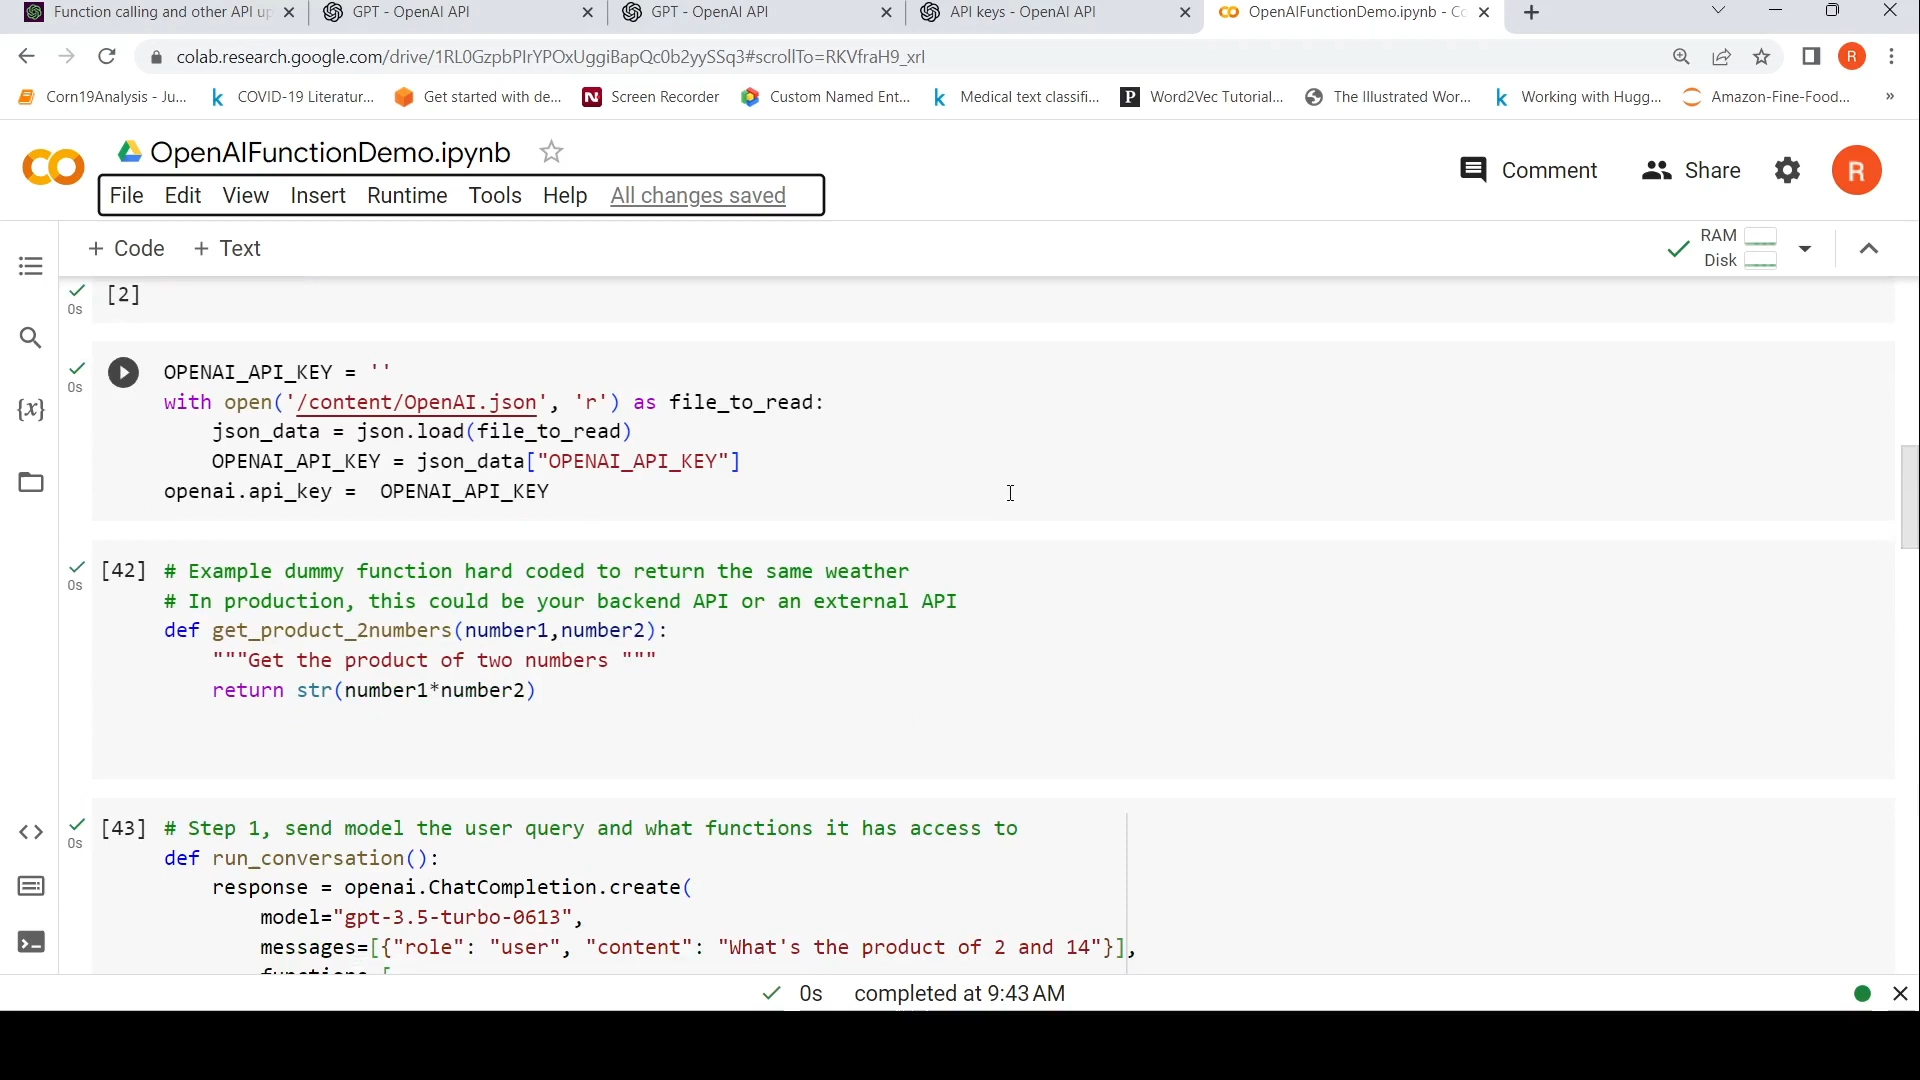 Function calling and other API up
GPT - OpenAI API
GPT - OpenAI API
API keys - OpenAI API
OpenAIFunctionDemo.ipynb - Co
colab.research.google.com/drive/1RL0GzpbPIrYPOxUggiBapQc0b2yySSq3#scrollTo=RKVfraH9_xrl
R
Corn19Analysis - Ju...
COVID-19 Literatur...
Get started with de...
Screen Recorder
Custom Named Ent...
Medical text classifi...
Word2Vec Tutorial...
The Illustrated Wor...
Working with Hugg...
Amazon-Fine-Food...
»
OpenAIFunctionDemo.ipynb
Comment
Share
R
File Edit View Insert Runtime Tools Help All changes saved
+ Code + Text
RAM
Disk
[2]
0s
OPENAI_API_KEY = ''
0s
with open('/content/OpenAI.json', 'r') as file_to_read:
json_data = json.load(file_to_read)
OPENAI_API_KEY = json_data["OPENAI_API_KEY"]
openai.api_key = OPENAI_API_KEY
[42] # Example dummy function hard coded to return the same weather
0s
# In production, this could be your backend API or an external API
def get_product_2numbers(number1,number2):
"""Get the product of two numbers """
return str(number1*number2)
[43] # Step 1, send model the user query and what functions it has access to
0s
def run_conversation():
response = openai.ChatCompletion.create(
model="gpt-3.5-turbo-0613",
messages=[{"role": "user", "content": "What's the product of 2 and 14"}],
functions=[
0s completed at 9:43 AM